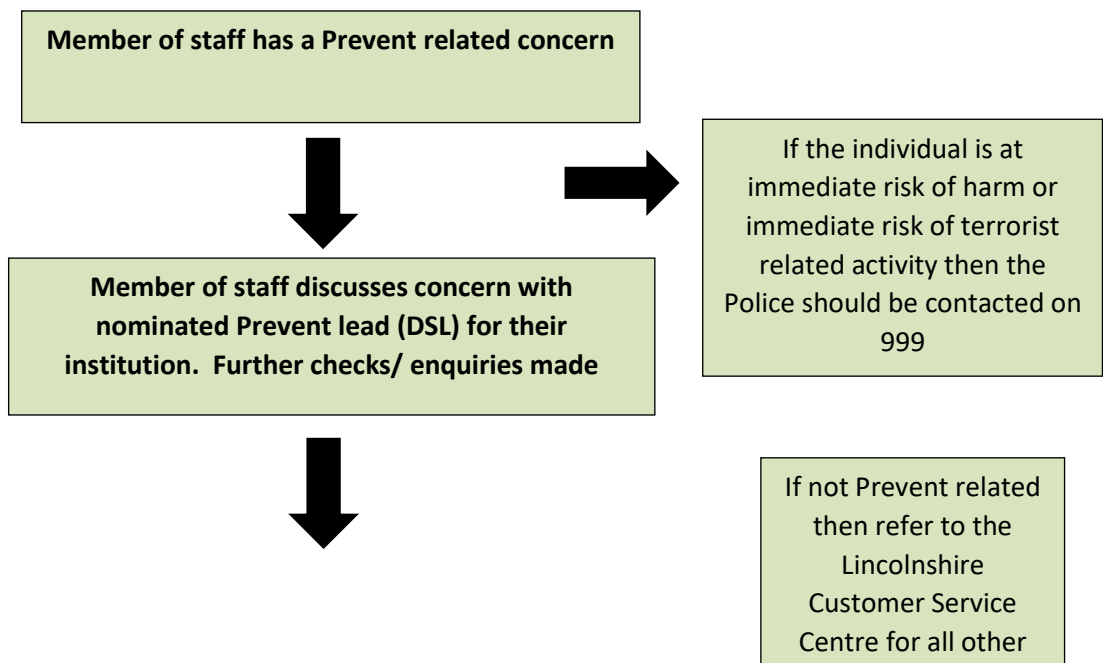 Member of staff has a Prevent related concern
If the individual is at
immediate risk of harm or
immediate risk of terrorist
related activity then the
Police should be contacted on
999
Member of staff discusses concern with
nominated Prevent lead (DSL) for their
institution. Further checks/ enquiries made
If not Prevent related
then refer to the
Lincolnshire
Customer Service
Centre for all other